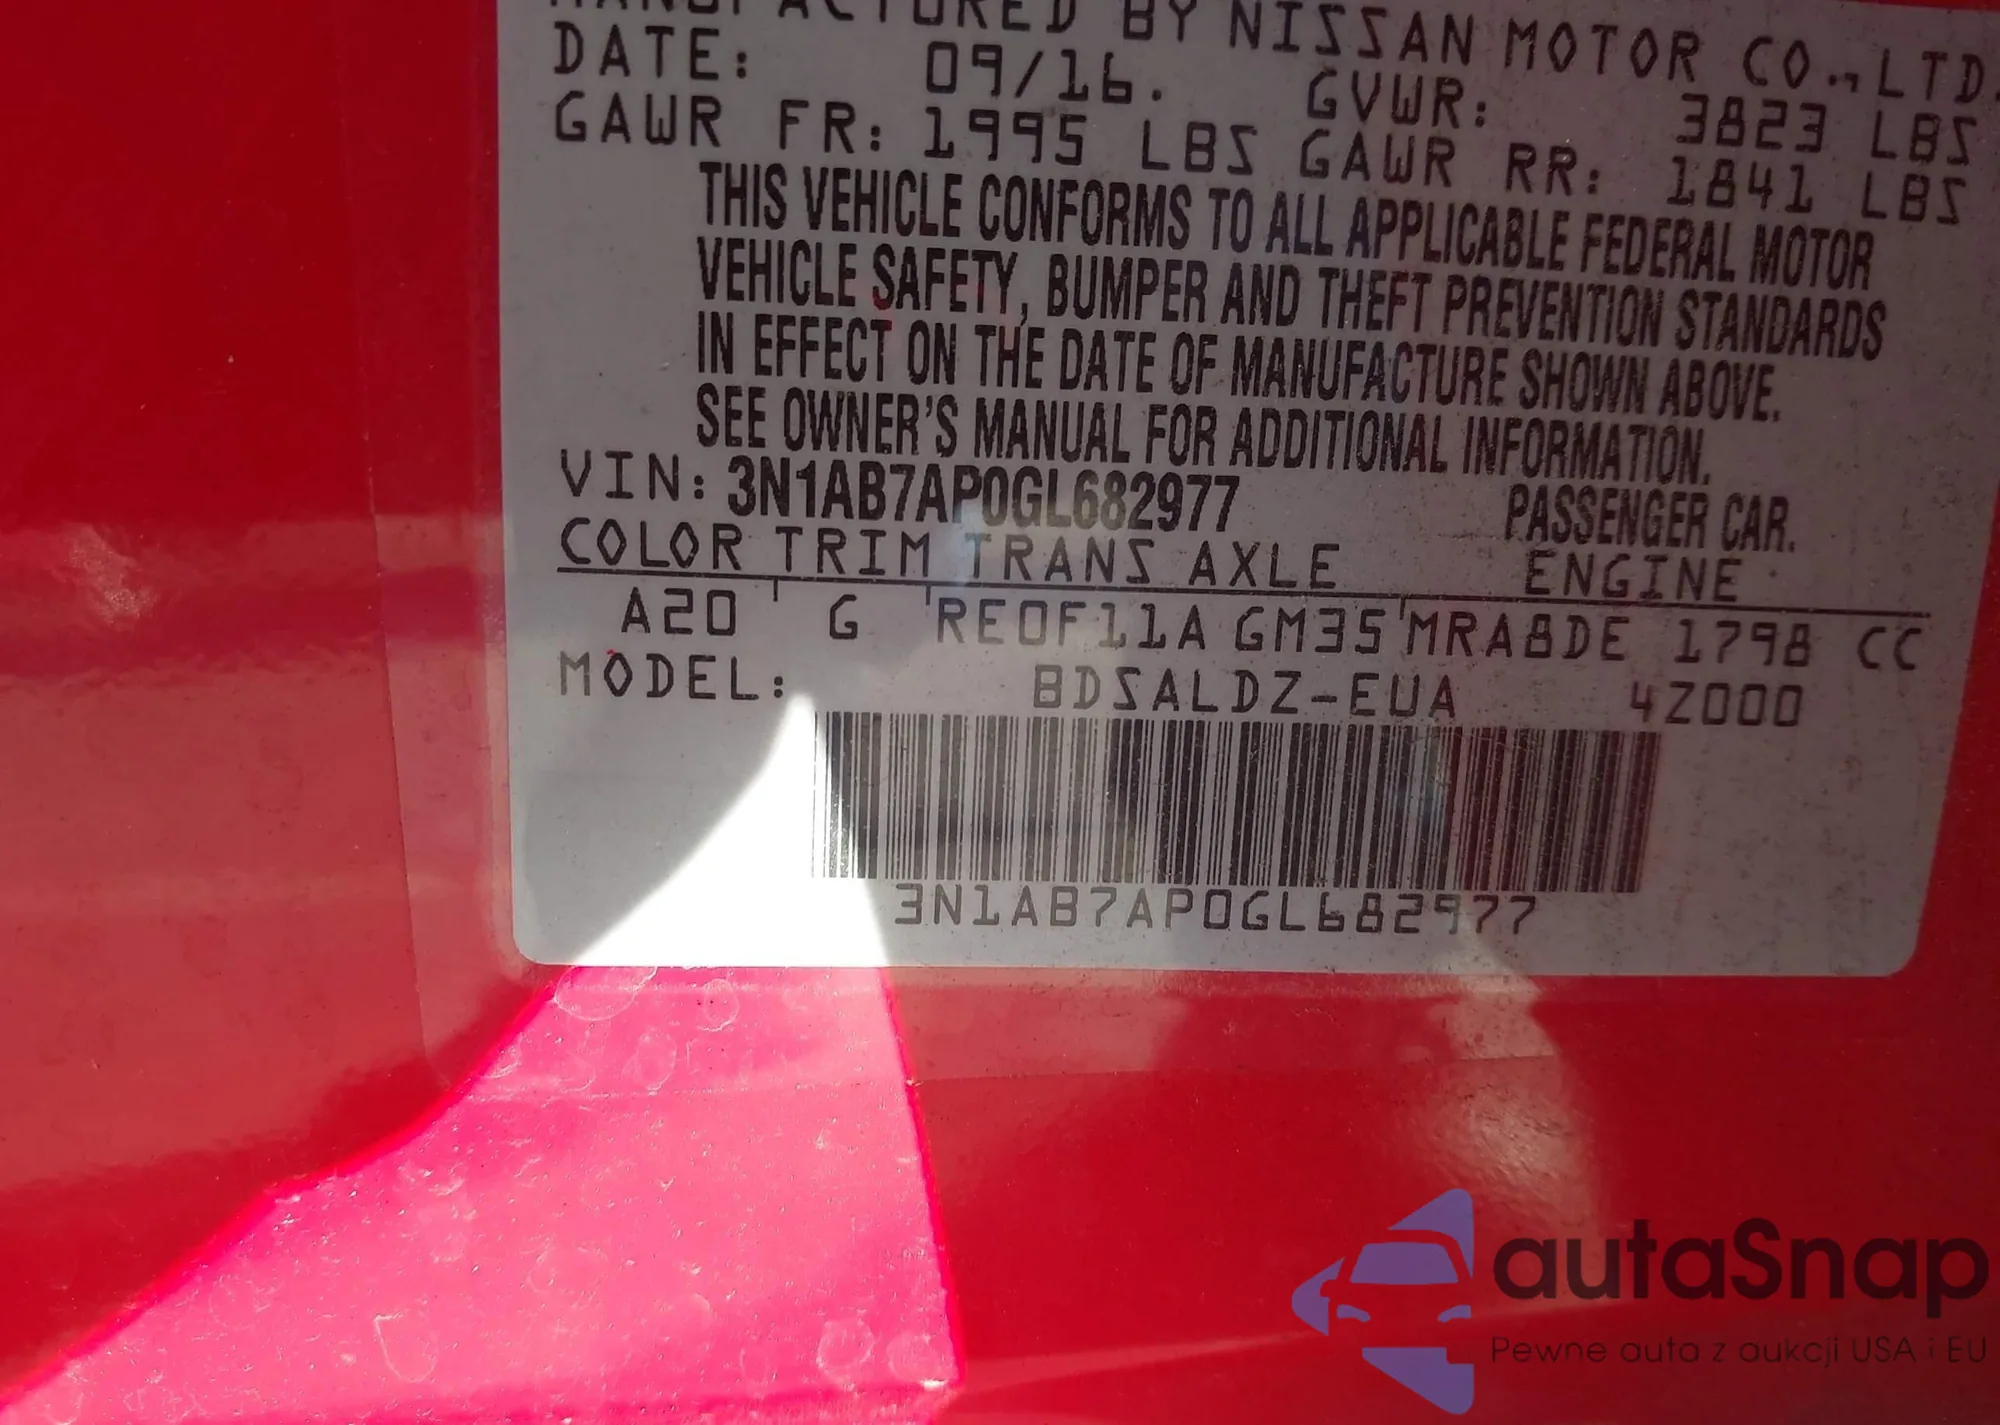 MANUFACTURED BY NISSAN MOTOR CO.,LTD.
DATE: 09/16. GVWR: 3823 LBS
GAWR FR: 1995 LBS GAWR RR: 1841 LBS
THIS VEHICLE CONFORMS TO ALL APPLICABLE FEDERAL MOTOR
VEHICLE SAFETY, BUMPER AND THEFT PREVENTION STANDARDS
IN EFFECT ON THE DATE OF MANUFACTURE SHOWN ABOVE.
SEE OWNER'S MANUAL FOR ADDITIONAL INFORMATION.
VIN: 3N1AB7AP0GL682977 PASSENGER CAR.
COLOR TRIM TRANS AXLE ENGINE
A20 G RE0F11A GM35 MRA8DE 1798 CC
MODEL: BDSALDZ-EUA 4Z000
3N1AB7AP0GL682977
autaSnap
Pewne auta z aukcji USA i EU